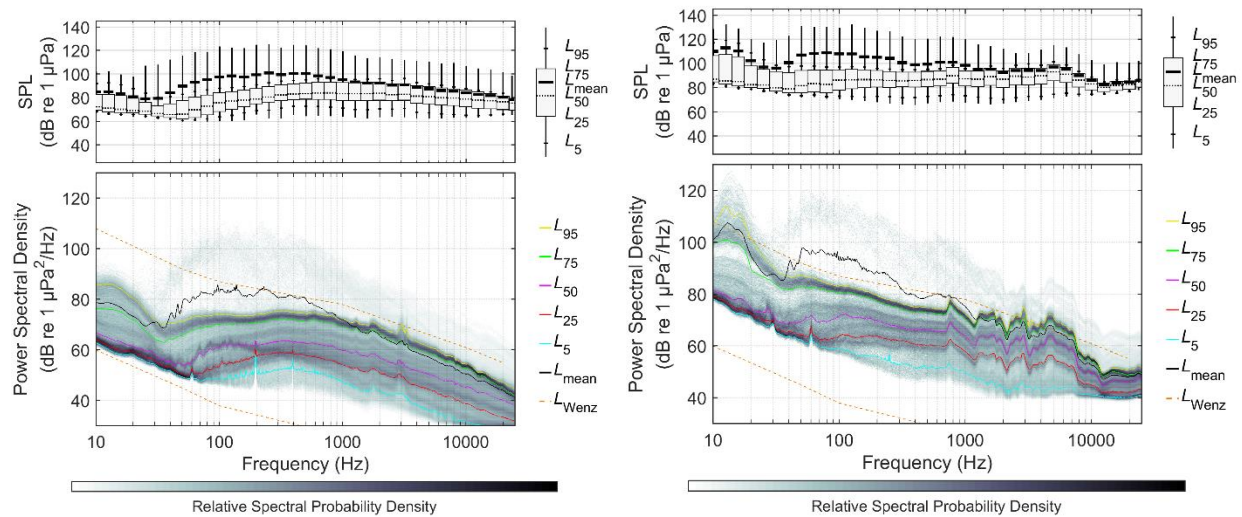 140
120
100
80
60
40
SPL
(dB re 1 µPa)
L95
L75
Lmean
L50
L25
L5
120
100
80
60
40
Power Spectral Density
(dB re 1 µPa²/Hz)
10 100 1000 10000
Frequency (Hz)
L95
L75
L50
L25
L5
Lmean
LWenz
Relative Spectral Probability Density
140
120
100
80
60
40
SPL
(dB re 1 µPa)
L95
L75
Lmean
L50
L25
L5
120
100
80
60
40
Power Spectral Density
(dB re 1 µPa²/Hz)
10 100 1000 10000
Frequency (Hz)
L95
L75
L50
L25
L5
Lmean
LWenz
Relative Spectral Probability Density